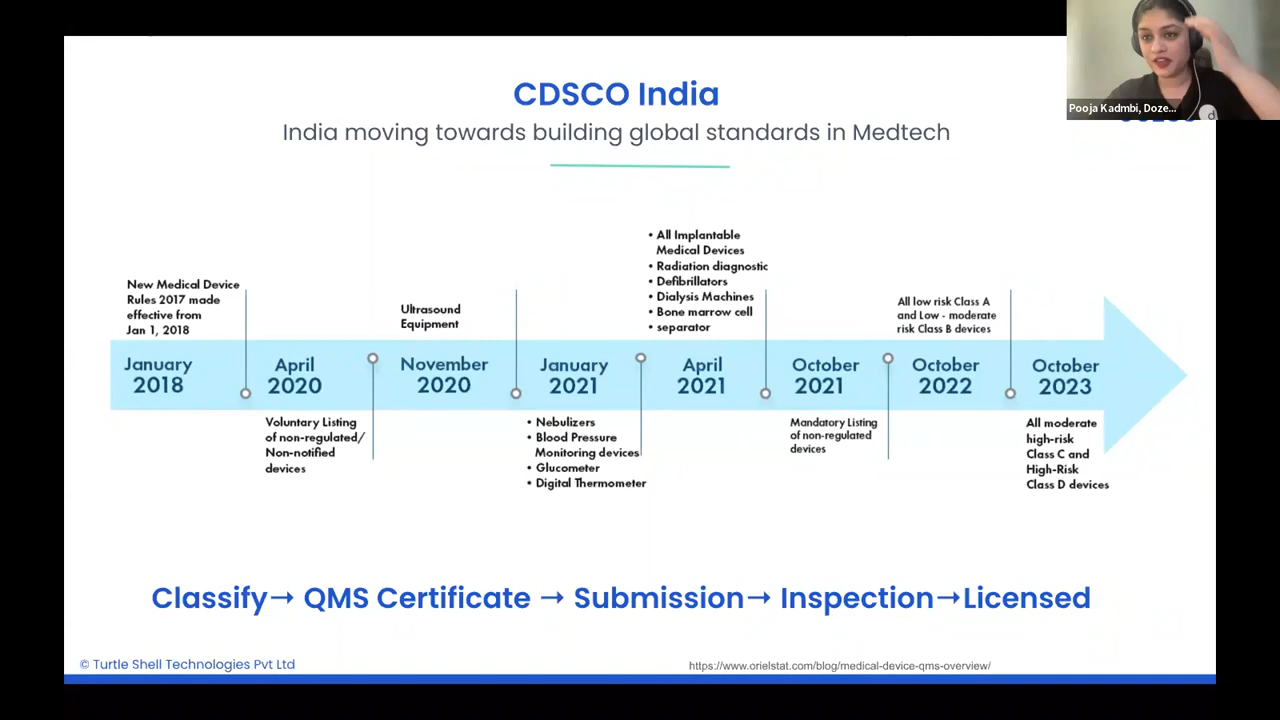 Pooja Kadmbi, Doze...
CDSCO India
India moving towards building global standards in Medtech
New Medical Device
Rules 2017 made
effective from
Jan 1, 2018
January
2018
April
2020
Voluntary Listing
of non-regulated/
Non-notified
devices
Ultrasound
Equipment
November
2020
January
2021
• Nebulizers
• Blood Pressure
Monitoring devices
• Glucometer
• Digital Thermometer
• All Implantable
Medical Devices
• Radiation diagnostic
• Defibrillators
• Dialysis Machines
• Bone marrow cell
• separator
April
2021
October
2021
Mandatory Listing
of non-regulated
devices
All low risk Class A
and Low - moderate
risk Class B devices
October
2022
October
2023
All moderate
high-risk
Class C and
High-Risk
Class D devices
Classify→ QMS Certificate → Submission→ Inspection→Licensed
© Turtle Shell Technologies Pvt Ltd
https://www.orielstat.com/blog/medical-device-qms-overview/